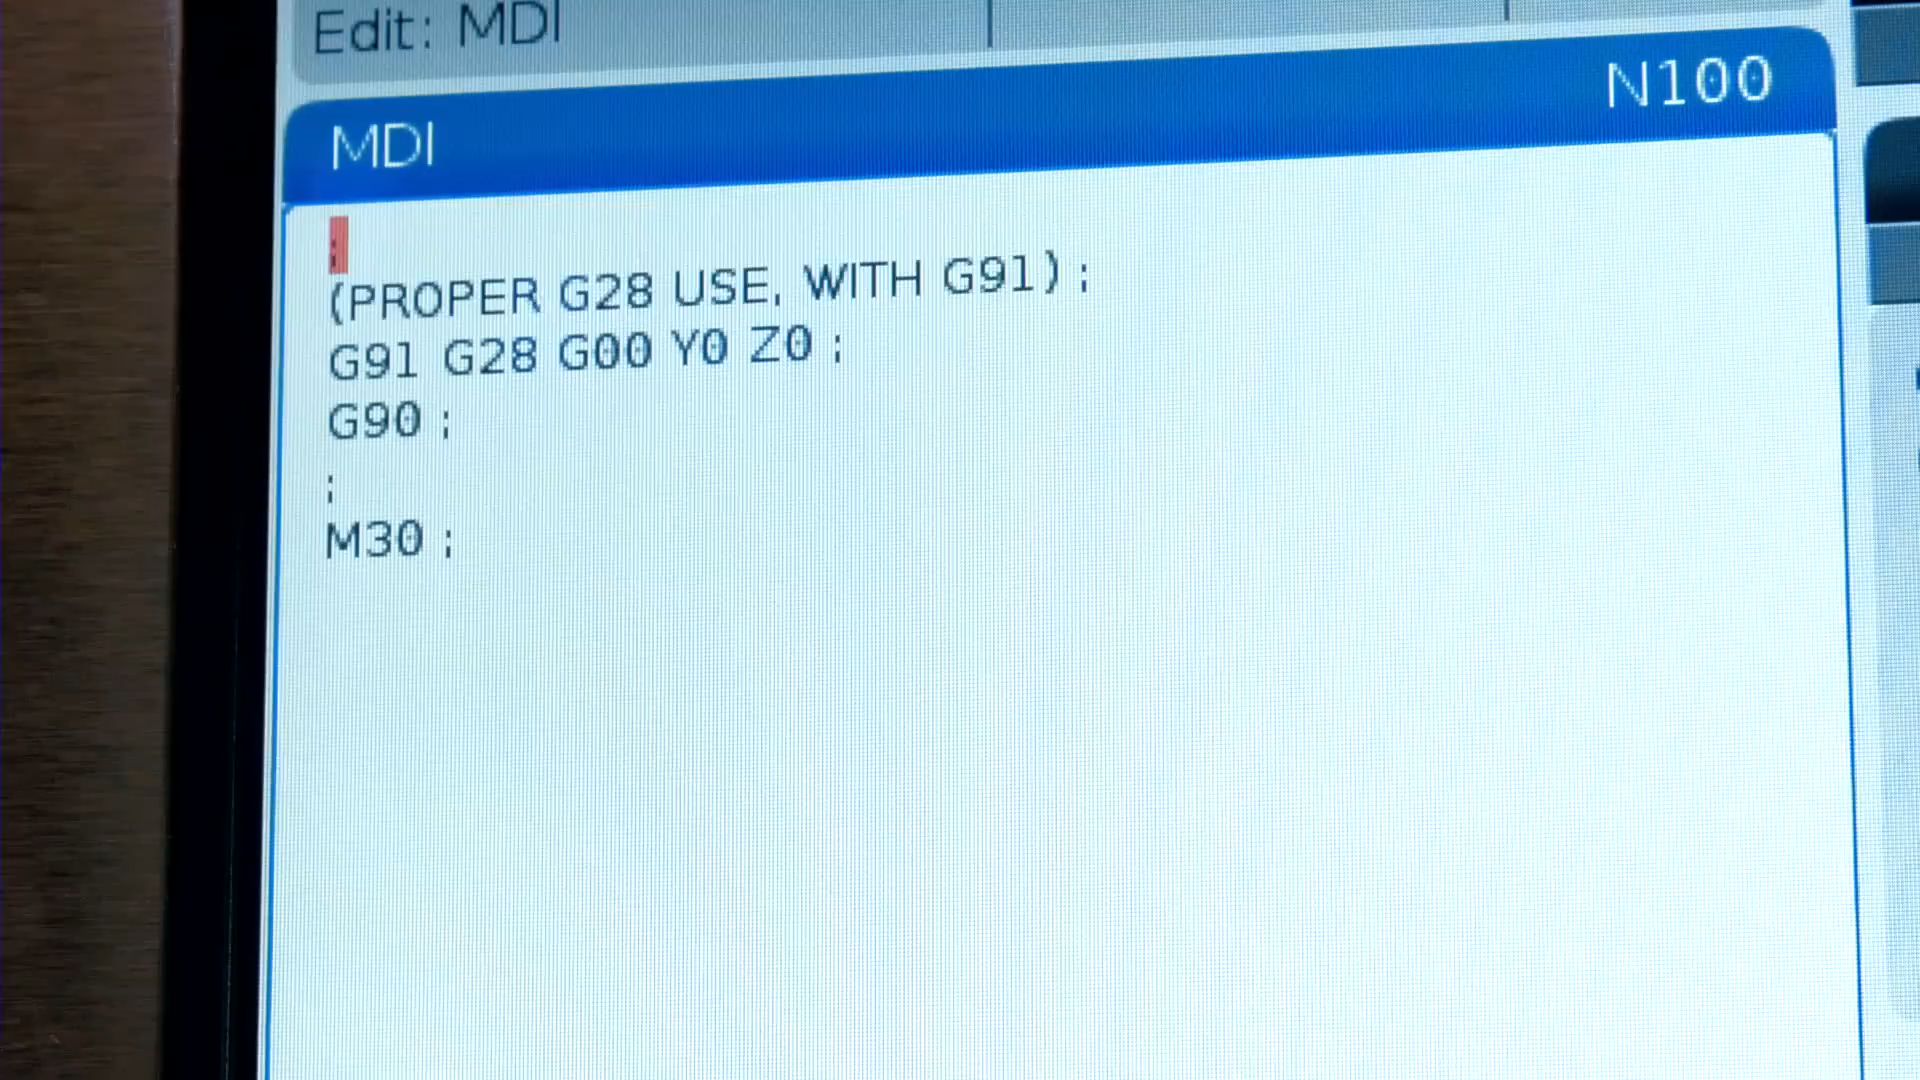 Edit: MDI
MDI
N100
;
(PROPER G28 USE, WITH G91) ;
G91 G28 G00 Y0 Z0 ;
G90 ;
;
M30 ;